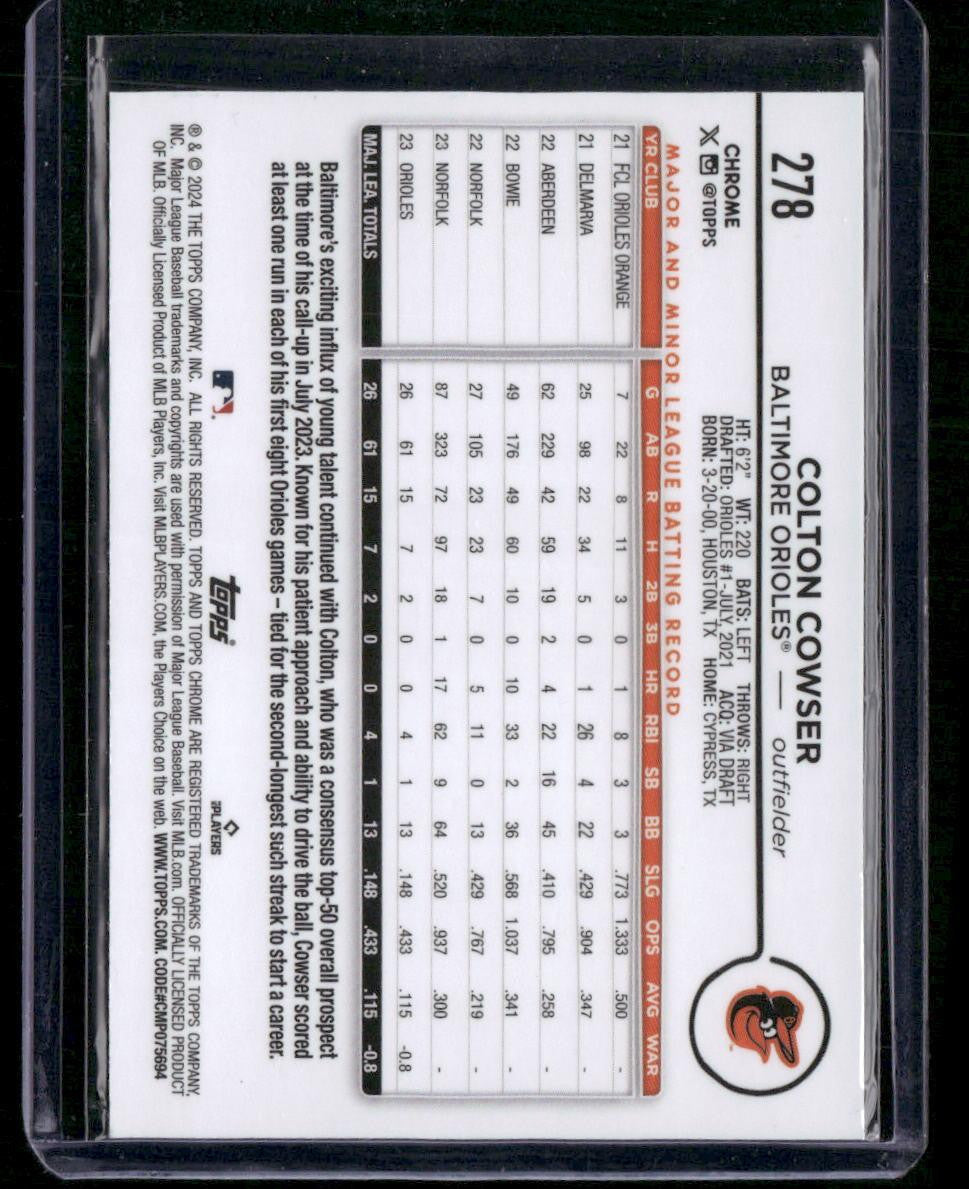 278
COLTON COWSER
BALTIMORE ORIOLES® — outfielder
CHROME
X @TOPPS
HT: 6'2" WT: 220 BATS: LEFT THROWS: RIGHT
DRAFTED: ORIOLES #1-JULY, 2021 ACQ: VIA DRAFT
BORN: 3-20-00, HOUSTON, TX HOME: CYPRESS, TX
MAJOR AND MINOR LEAGUE BATTING RECORD
YR CLUB G AB R H 2B 3B HR RBI SB BB SLG OPS AVG WAR
21 FCL ORIOLES ORANGE 7 22 8 11 3 0 1 8 3 3 .773 1.333 .500 -
21 DELMARVA 25 98 22 34 5 0 1 26 4 22 .429 .904 .347 -
22 ABERDEEN 62 229 42 59 19 2 4 22 16 45 .410 .795 .258 -
22 BOWIE 49 176 49 60 10 0 10 33 2 36 .568 1.037 .341 -
22 NORFOLK 27 105 23 23 7 0 5 11 0 13 .429 .767 .219 -
23 NORFOLK 87 323 72 97 18 1 17 62 9 64 .520 .937 .300 -
23 ORIOLES 26 61 15 7 2 0 0 4 1 13 .148 .433 .115 -0.8
MAJ. LEA. TOTALS 26 61 15 7 2 0 0 4 1 13 .148 .433 .115 -0.8
Baltimore's exciting influx of young talent continued with Colton, who was a consensus top-50 overall prospect
at the time of his call-up in July 2023. Known for his patient approach and ability to drive the ball, Cowser scored
at least one run in each of his first eight Orioles games – tied for the second-longest such streak to start a career.
topps®
PLAYERS
® & © 2024 THE TOPPS COMPANY, INC. ALL RIGHTS RESERVED. TOPPS AND TOPPS CHROME ARE REGISTERED TRADEMARKS OF THE TOPPS COMPANY,
INC. Major League Baseball trademarks and copyrights are used with permission of Major League Baseball. Visit MLB.com. OFFICIALLY LICENSED PRODUCT
OF MLB. Officially Licensed Product of MLB Players, Inc. Visit MLBPLAYERS.COM, the Players Choice on the web. WWW.TOPPS.COM. CODE#CMP075694